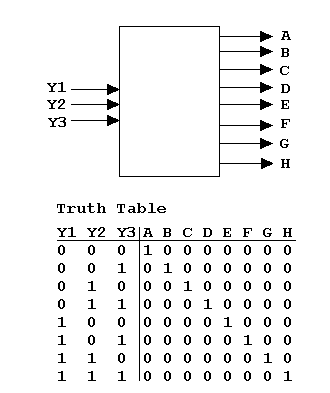 A
B
C
Y1 D
Y2 E
Y3 F
G
H
Truth Table
Y1 Y2 Y3 A B C D E F G H
0 0 0 1 0 0 0 0 0 0 0
0 0 1 0 1 0 0 0 0 0 0
0 1 0 0 0 1 0 0 0 0 0
0 1 1 0 0 0 1 0 0 0 0
1 0 0 0 0 0 0 1 0 0 0
1 0 1 0 0 0 0 0 1 0 0
1 1 0 0 0 0 0 0 0 1 0
1 1 1 0 0 0 0 0 0 0 1